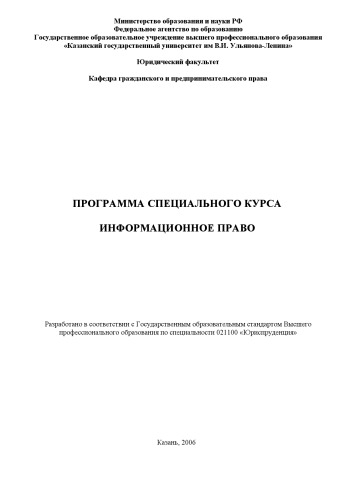 Министерство образования и науки РФ
Федеральное агентство по образованию
Государственное образовательное учреждение высшего профессионального образования
«Казанский государственный университет им В.И. Ульянова-Ленина»
Юридический факультет
Кафедра гражданского и предпринимательского права
ПРОГРАММА СПЕЦИАЛЬНОГО КУРСА
ИНФОРМАЦИОННОЕ ПРАВО
Разработано в соответствии с Государственным образовательным стандартом Высшего
профессионального образования по специальности 021100 «Юриспруденция»
Казань, 2006